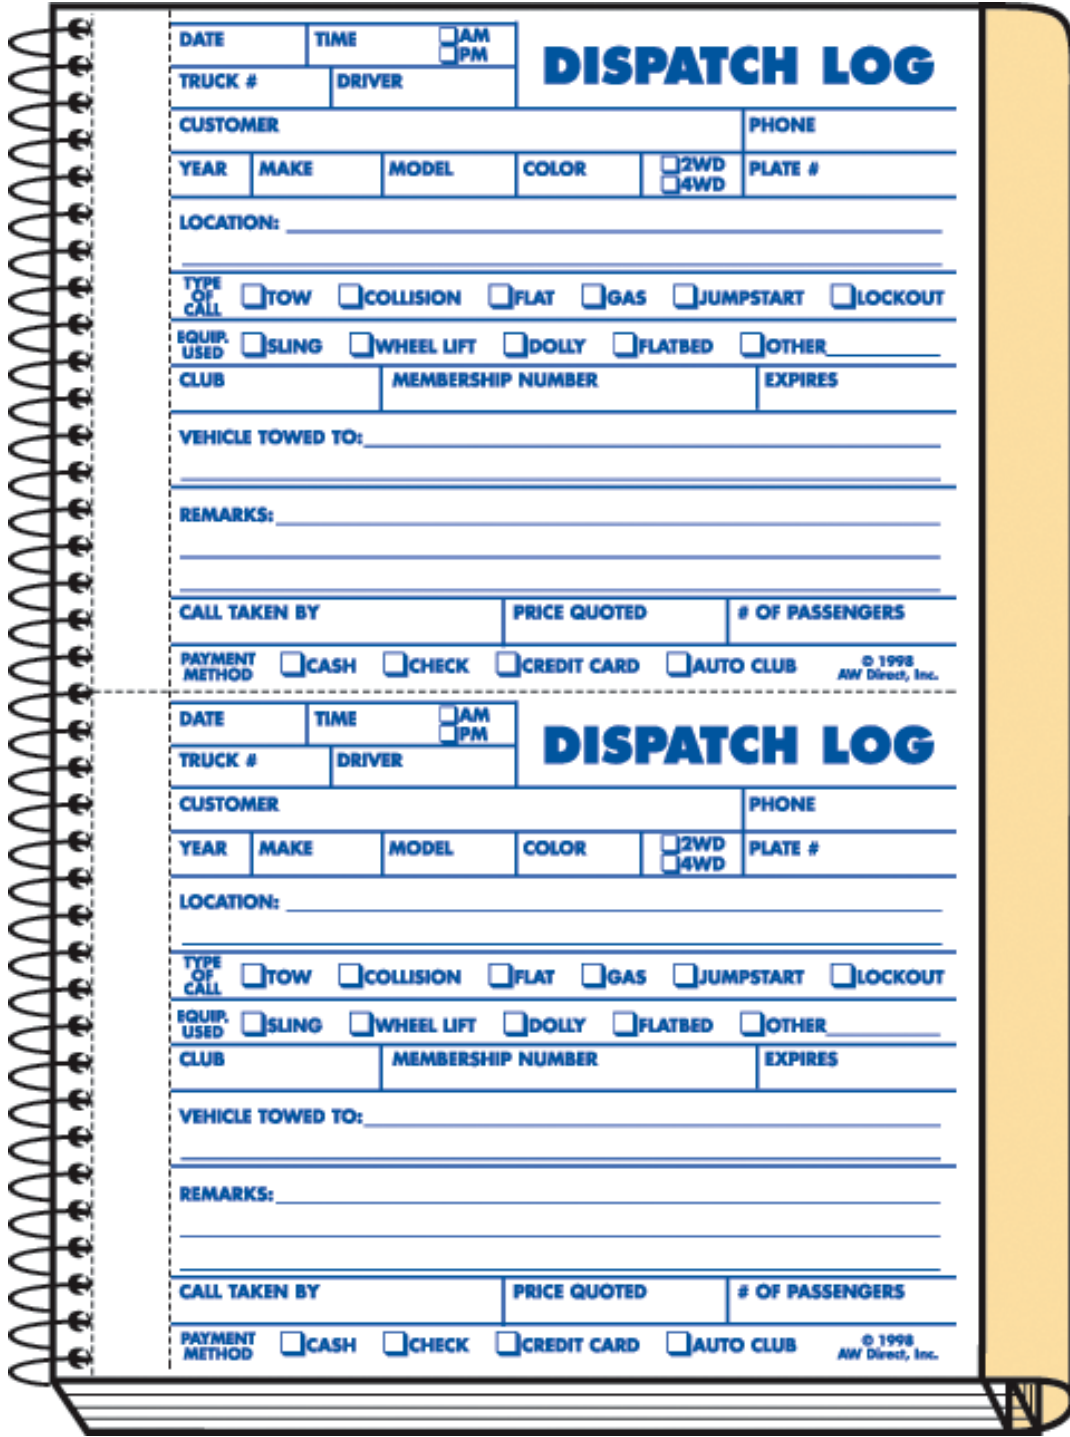 DATE TIME AM
PM
DISPATCH LOG
TRUCK # DRIVER
CUSTOMER PHONE
YEAR MAKE MODEL COLOR 2WD PLATE #
4WD
LOCATION:
TYPE
OF
CALL
TOW COLLISION FLAT GAS JUMPSTART LOCKOUT
EQUIP.
USED
SLING WHEEL LIFT DOLLY FLATBED OTHER
CLUB MEMBERSHIP NUMBER EXPIRES
VEHICLE TOWED TO:
REMARKS:
CALL TAKEN BY PRICE QUOTED # OF PASSENGERS
PAYMENT
METHOD
CASH CHECK CREDIT CARD AUTO CLUB
© 1998
AW Direct, Inc.
DATE TIME AM
PM
DISPATCH LOG
TRUCK # DRIVER
CUSTOMER PHONE
YEAR MAKE MODEL COLOR 2WD PLATE #
4WD
LOCATION:
TYPE
OF
CALL
TOW COLLISION FLAT GAS JUMPSTART LOCKOUT
EQUIP.
USED
SLING WHEEL LIFT DOLLY FLATBED OTHER
CLUB MEMBERSHIP NUMBER EXPIRES
VEHICLE TOWED TO:
REMARKS:
CALL TAKEN BY PRICE QUOTED # OF PASSENGERS
PAYMENT
METHOD
CASH CHECK CREDIT CARD AUTO CLUB
© 1998
AW Direct, Inc.